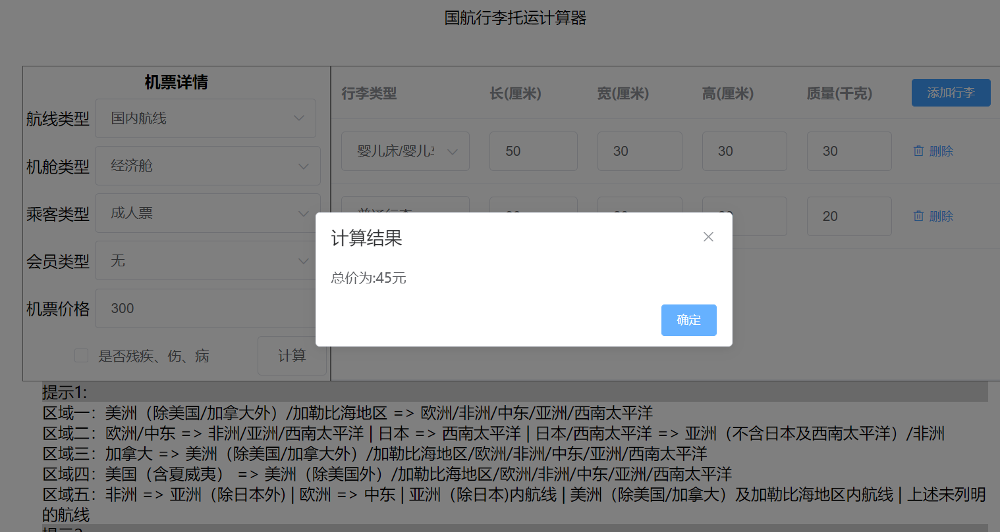 国航行李托运计算器
机票详情
航线类型 国内航线
机舱类型 经济舱
乘客类型 成人票
会员类型 无
机票价格 300
是否残疾、伤、病 计算
行李类型 长(厘米) 宽(厘米) 高(厘米) 质量(千克) 添加行李
婴儿床/婴儿 50 30 30 30 删除
20 删除
计算结果
总价为:45元
确定
提示1:
区域一：美洲（除美国/加拿大外）/加勒比海地区 => 欧洲/非洲/中东/亚洲/西南太平洋
区域二：欧洲/中东 => 非洲/亚洲/西南太平洋 | 日本 => 西南太平洋 | 日本/西南太平洋 => 亚洲（不含日本及西南太平洋）/非洲
区域三：加拿大 => 美洲（除美国/加拿大外）/加勒比海地区/欧洲/非洲/中东/亚洲/西南太平洋
区域四：美国（含夏威夷） => 美洲（除美国外）/加勒比海地区/欧洲/非洲/中东/亚洲/西南太平洋
区域五：非洲 => 亚洲（除日本外) | 欧洲 => 中东 | 亚洲（除日本)内航线 | 美洲（除美国/加拿大）及加勒比海地区内航线 | 上述未列明
的航线